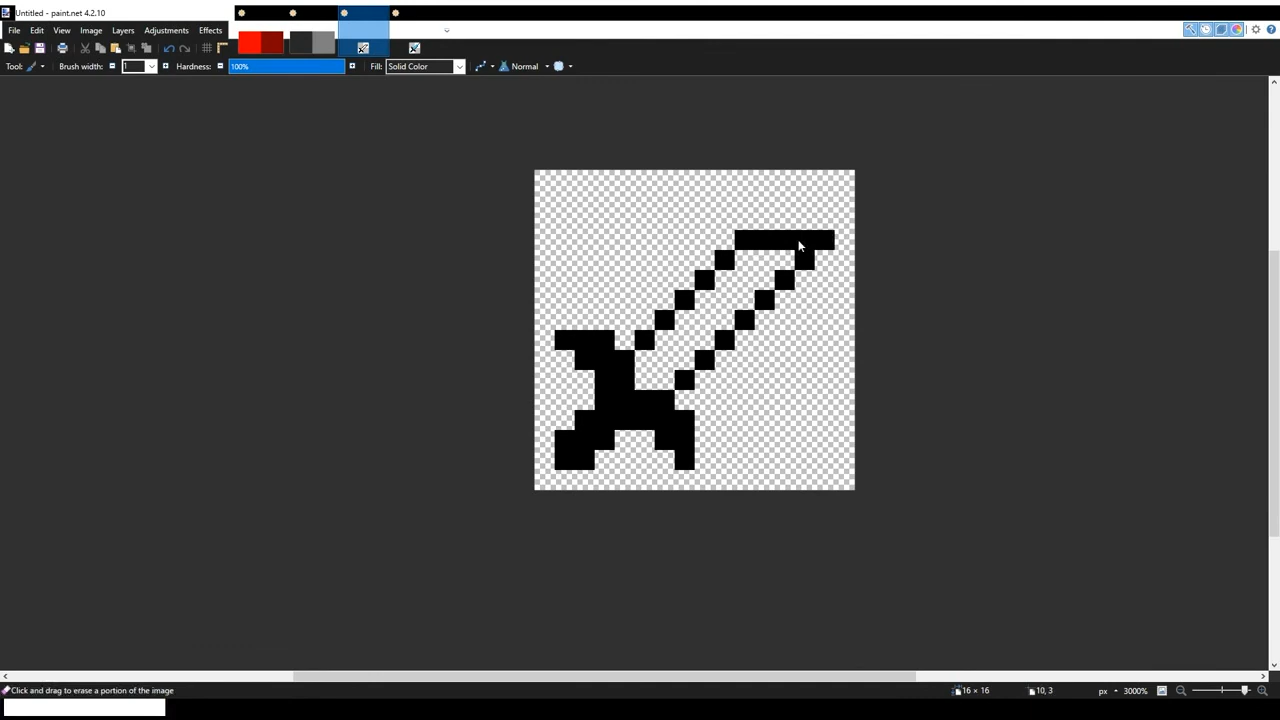 Untitled - paint.net 4.2.10
File Edit View Image Layers Adjustments Effects
Tool: Brush width: 1 Hardness: 100% Fill: Solid Color Normal
Click and drag to erase a portion of the image 16 × 16 10, 3 px 3000%